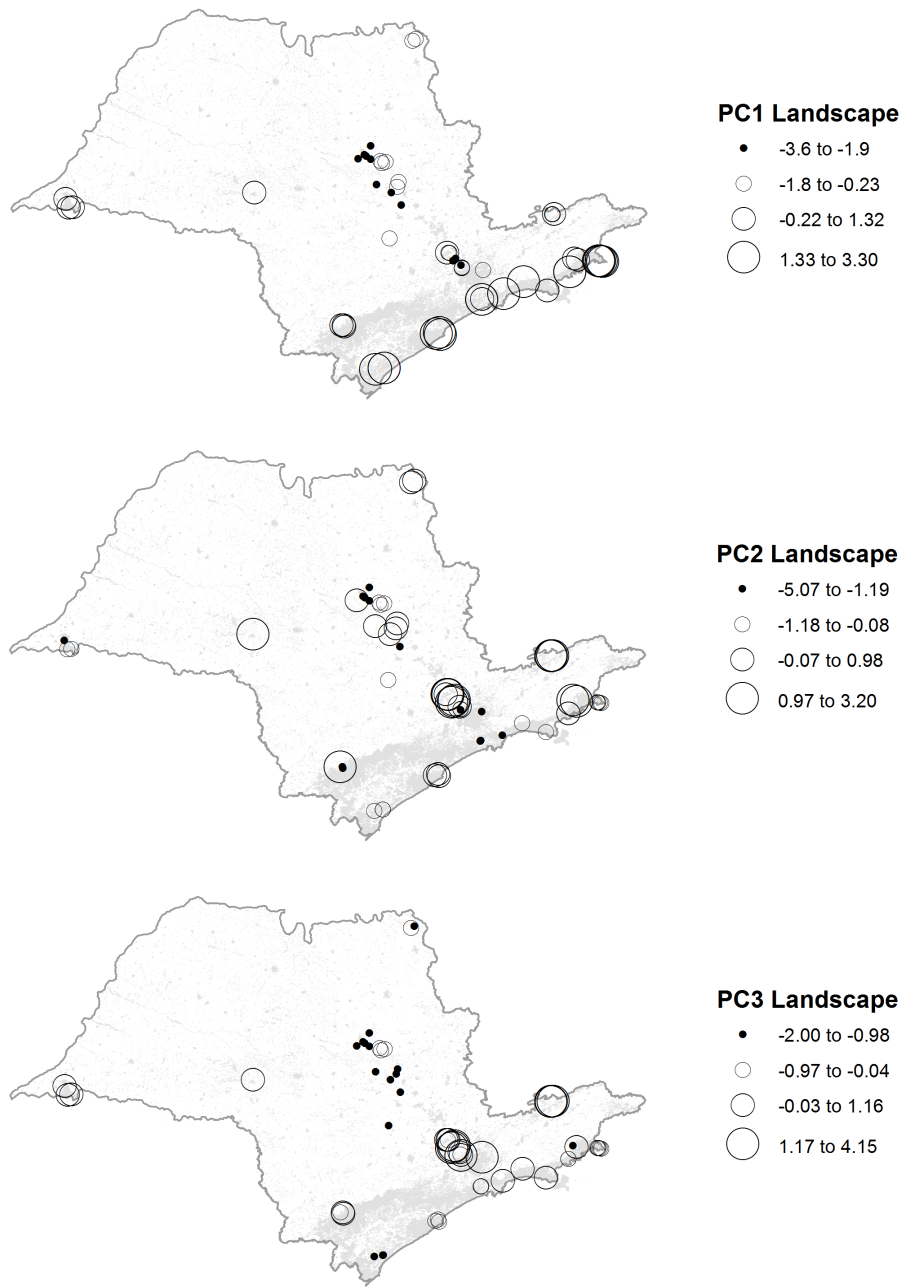 PC1 Landscape
-3.6 to -1.9
-1.8 to -0.23
-0.22 to 1.32
1.33 to 3.30
PC2 Landscape
-5.07 to -1.19
-1.18 to -0.08
-0.07 to 0.98
0.97 to 3.20
PC3 Landscape
-2.00 to -0.98
-0.97 to -0.04
-0.03 to 1.16
1.17 to 4.15